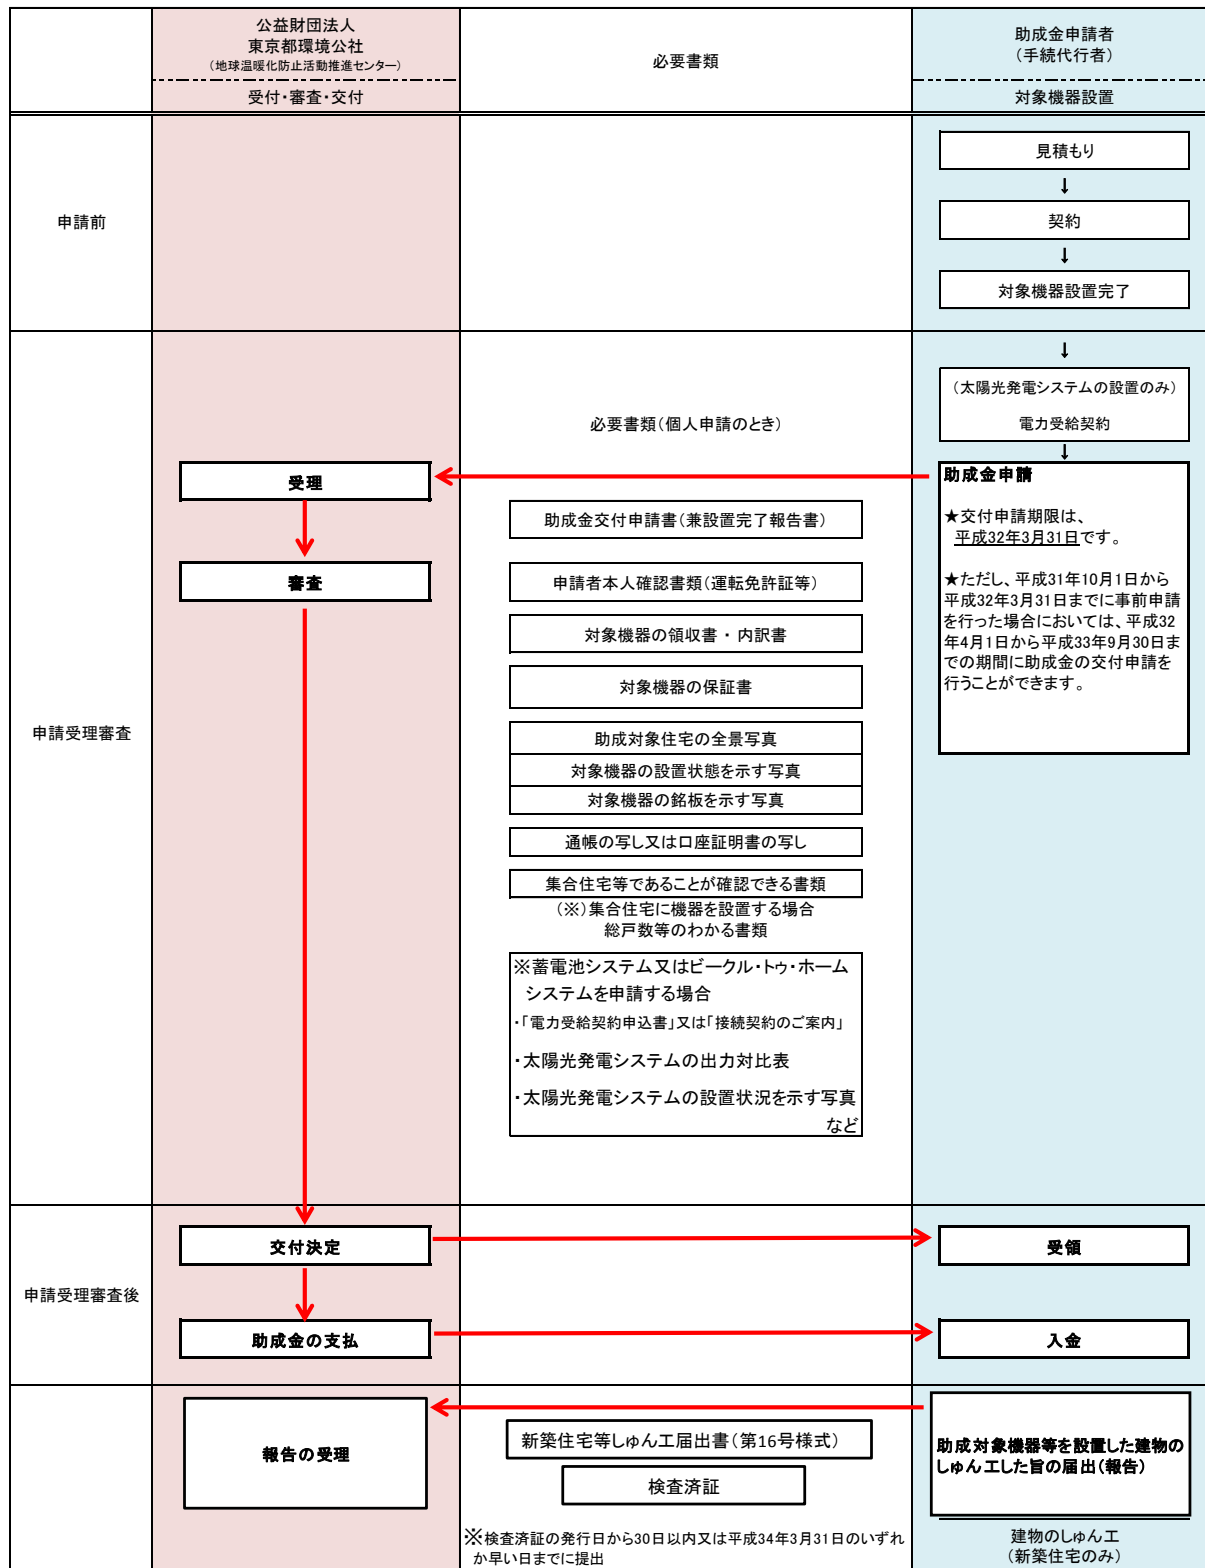 公益財団法人
東京都環境公社
（地球温暖化防止活動推進センター）
受付・審査・交付
必要書類
助成金申請者
（手続代行者）
対象機器設置
申請前
見積もり
↓
契約
↓
対象機器設置完了
申請受理審査
↓
（太陽光発電システムの設置のみ）
電力受給契約
↓
必要書類（個人申請のとき）
受理
審査
助成金申請
★交付申請期限は、
平成32年3月31日です。
★ただし、平成31年10月1日から
平成32年3月31日までに事前申請
を行った場合においては、平成32
年4月1日から平成33年9月30日ま
での期間に助成金の交付申請を
行うことができます。
助成金交付申請書（兼設置完了報告書）
申請者本人確認書類（運転免許証等）
対象機器の領収書 ・ 内訳書
対象機器の保証書
助成対象住宅の全景写真
対象機器の設置状態を示す写真
対象機器の銘板を示す写真
通帳の写し又は口座証明書の写し
集合住宅等であることが確認できる書類
（※）集合住宅に機器を設置する場合
総戸数等のわかる書類
※蓄電池システム又はビークル・トゥ・ホーム
システムを申請する場合
・「電力受給契約申込書」又は「接続契約のご案内」
・太陽光発電システムの出力対比表
・太陽光発電システムの設置状況を示す写真
など
申請受理審査後
交付決定
受領
助成金の支払
入金
報告の受理
新築住宅等しゅん工届出書（第16号様式）
検査済証
※検査済証の発行日から30日以内又は平成34年3月31日のいずれ
か早い日までに提出
助成対象機器等を設置した建物の
しゅん工した旨の届出（報告）
建物のしゅん工
（新築住宅のみ）